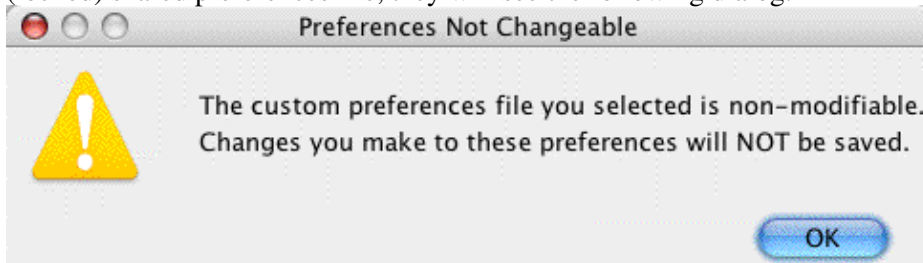 Preferences Not Changeable
The custom preferences file you selected is non-modifiable.
Changes you make to these preferences will NOT be saved.
OK